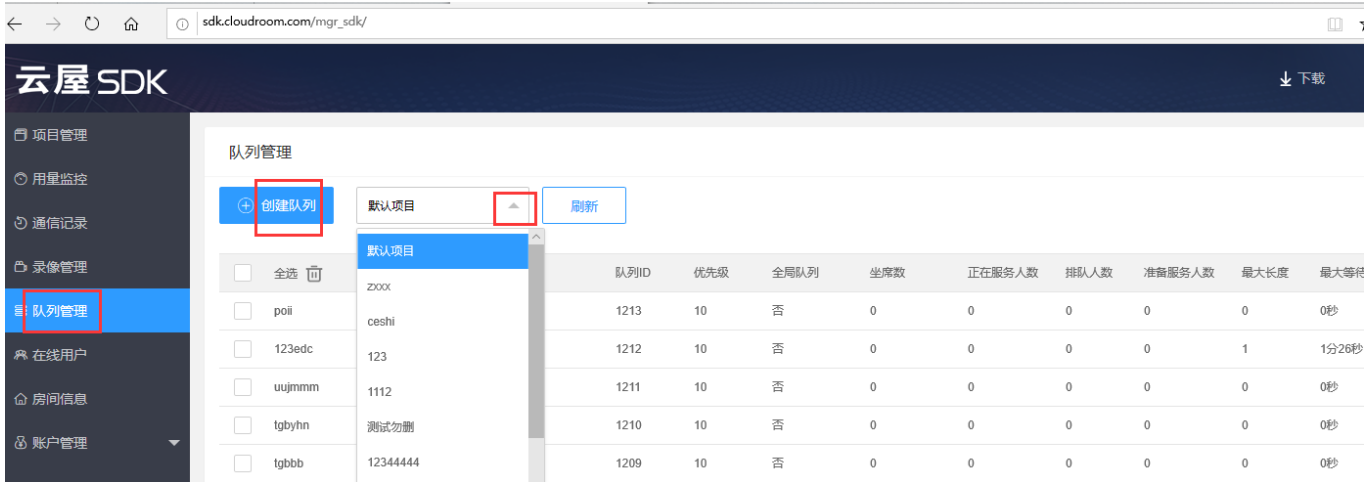 sdk.cloudroom.com/mgr_sdk/
云屋 SDK
下载
项目管理
用量监控
通信记录
录像管理
队列管理
在线用户
房间信息
账户管理
队列管理
创建队列 默认项目 刷新
默认项目
zxxx
ceshi
123
1112
测试勿删
12344444
全选 队列ID 优先级 全局队列 坐席数 正在服务人数 排队人数 准备服务人数 最大长度 最大等待
poii 1213 10 否 0 0 0 0 0 0秒
123edc 1212 10 否 0 0 0 0 1 1分26秒
uujmmm 1211 10 否 0 0 0 0 0 0秒
tgbyhn 1210 10 否 0 0 0 0 0 0秒
tgbbb 1209 10 否 0 0 0 0 0 0秒